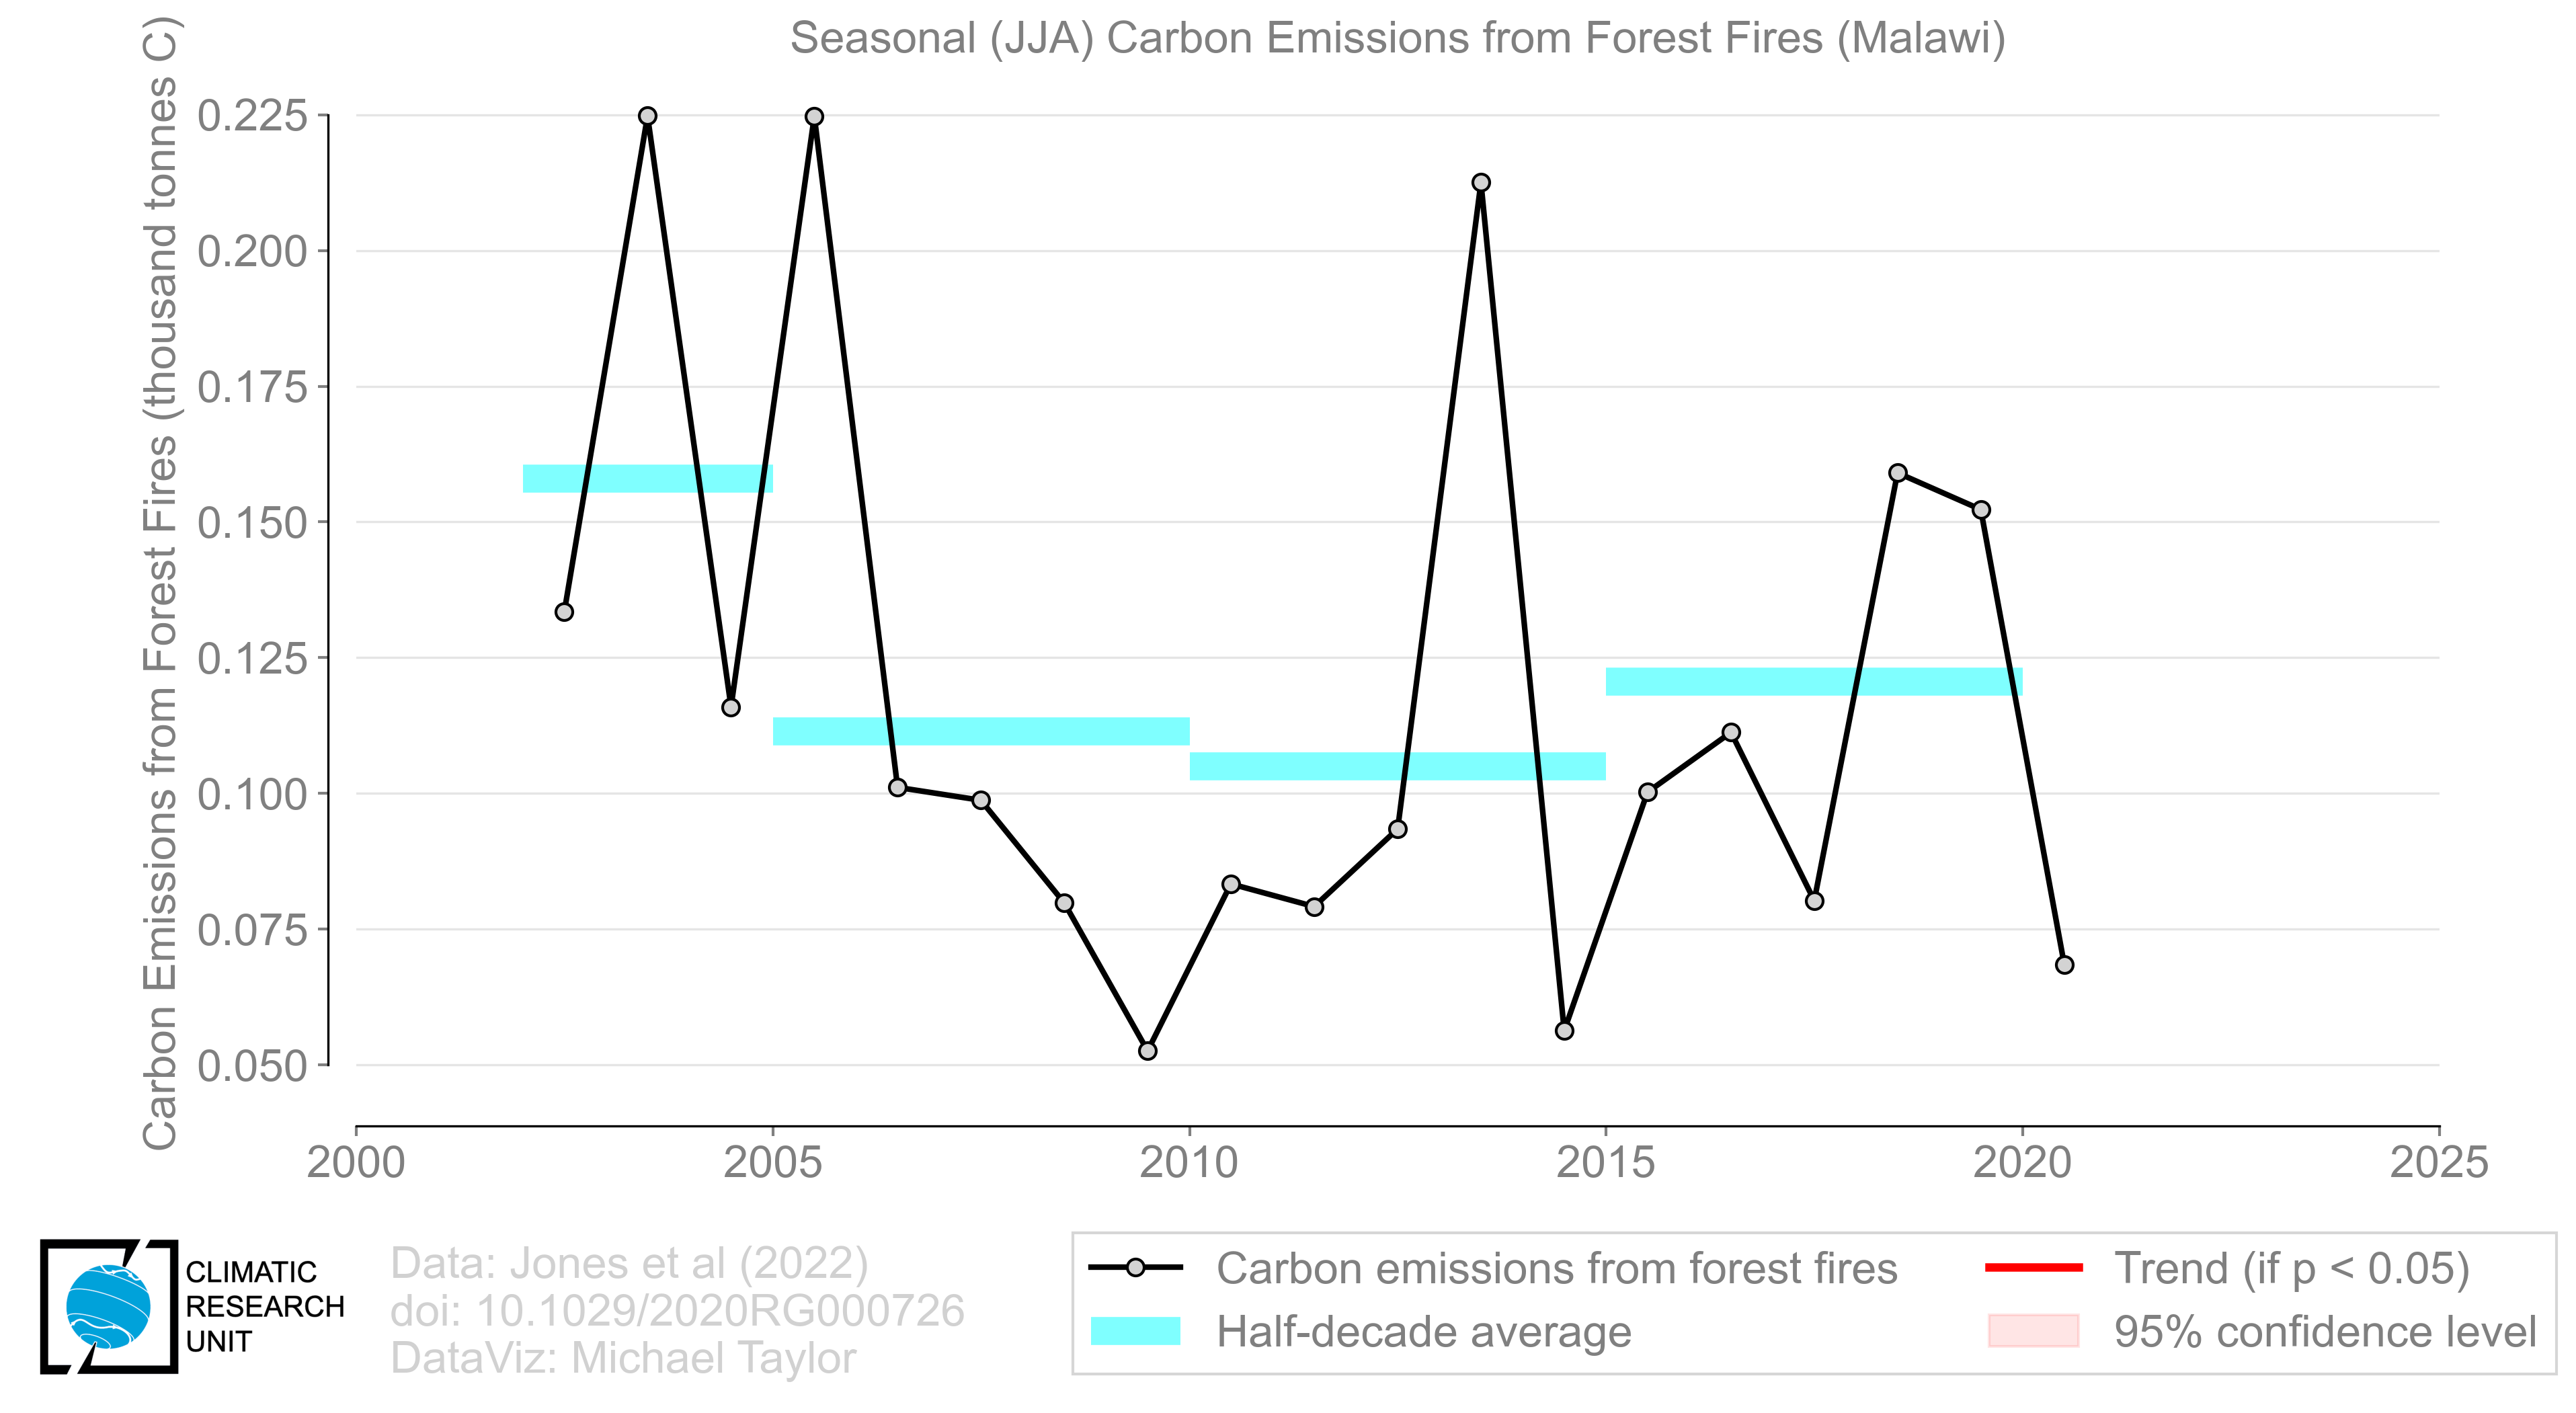 Seasonal (JJA) Carbon Emissions from Forest Fires (Malawi)
Carbon Emissions from Forest Fires (thousand tonnes C)
0.225
0.200
0.175
0.150
0.125
0.100
0.075
0.050
2000 2005 2010 2015 2020 2025
CLIMATIC
RESEARCH
UNIT
Data: Jones et al (2022)
doi: 10.1029/2020RG000726
DataViz: Michael Taylor
Carbon emissions from forest fires
Half-decade average
Trend (if p < 0.05)
95% confidence level